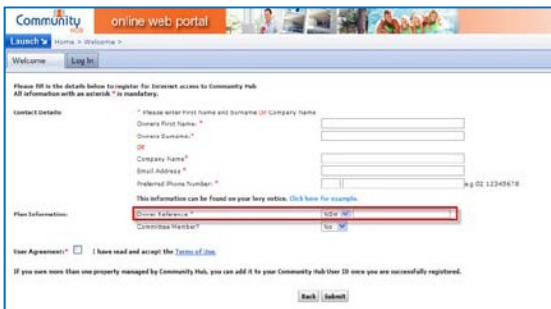 Community HUB online web portal
Launch Home > Welcome >
Welcome Log In
Please fill in the details below to register for Internet access to Community Hub
All information with an asterisk * is mandatory.
Contact Details: * Please enter First Name and Surname OR Company Name
Owners First Name: *
Owners Surname: *
OR
Company Name*
Email Address *
Preferred Phone Number: * e.g 02 12345678
This information can be found on your levy notice. Click here for example.
Plan Information: Owner Reference * NSW
Committee Member? No
User Agreement:* I have read and accept the Terms of Use.
If you own more than one property managed by Community Hub, you can add it to your Community Hub User ID once you are successfully registered.
Back Submit